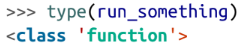 >>> type(run_something)
<class 'function'>